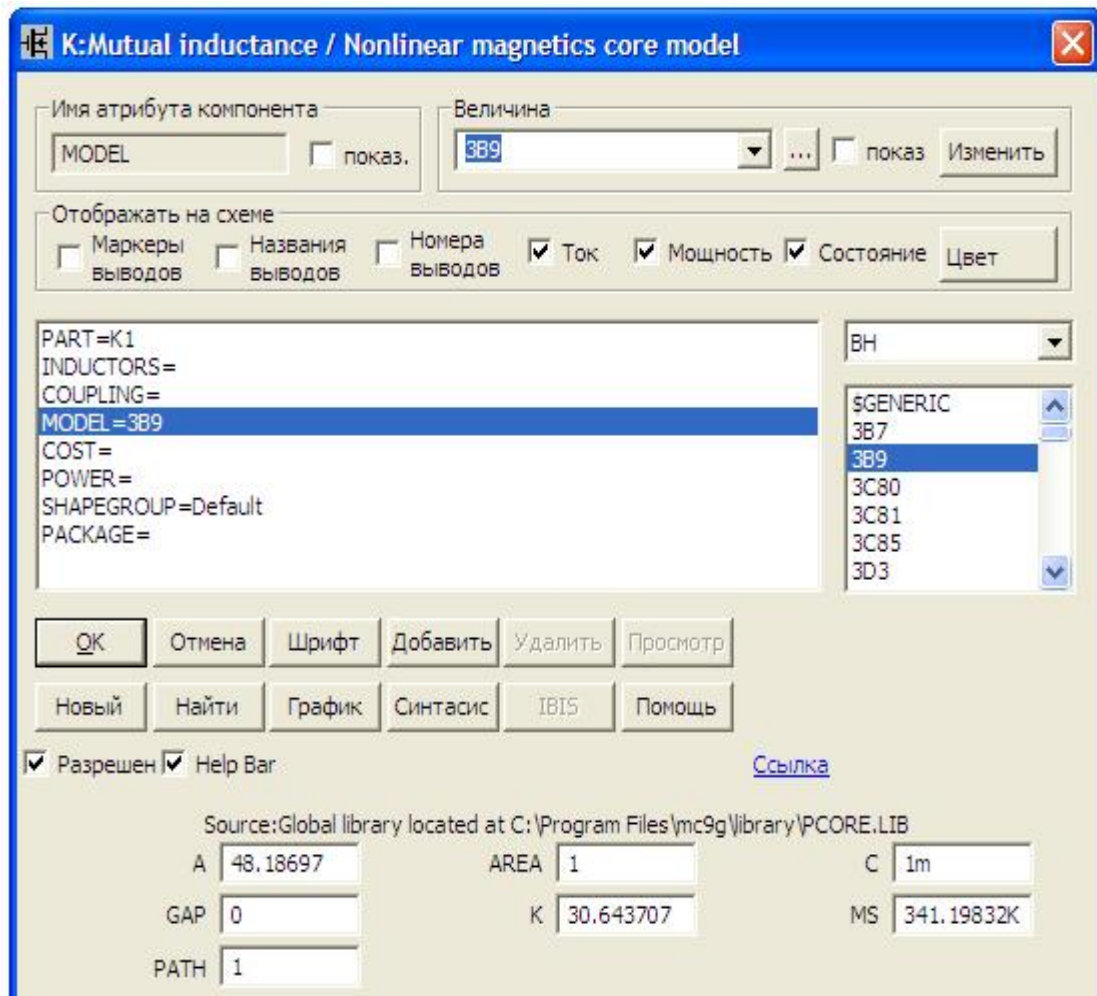 K:Mutual inductance / Nonlinear magnetics core model
Имя атрибута компонента
MODEL
показ.
Величина
3B9
...
показ
Изменить
Отображать на схеме
Маркеры выводов
Названия выводов
Номера выводов
Ток
Мощность
Состояние
Цвет
PART=K1
INDUCTORS=
COUPLING=
MODEL=3B9
COST=
POWER=
SHAPEGROUP=Default
PACKAGE=
BH
$GENERIC
3B7
3B9
3C80
3C81
3C85
3D3
OK
Отмена
Шрифт
Добавить
Удалить
Просмотр
Новый
Найти
График
Синтасис
IBIS
Помощь
Разрешен
Help Bar
Ссылка
Source:Global library located at C:\Program Files\mc9g\library\PCORE.LIB
A 48.18697
AREA 1
C 1m
GAP 0
K 30.643707
MS 341.19832K
PATH 1